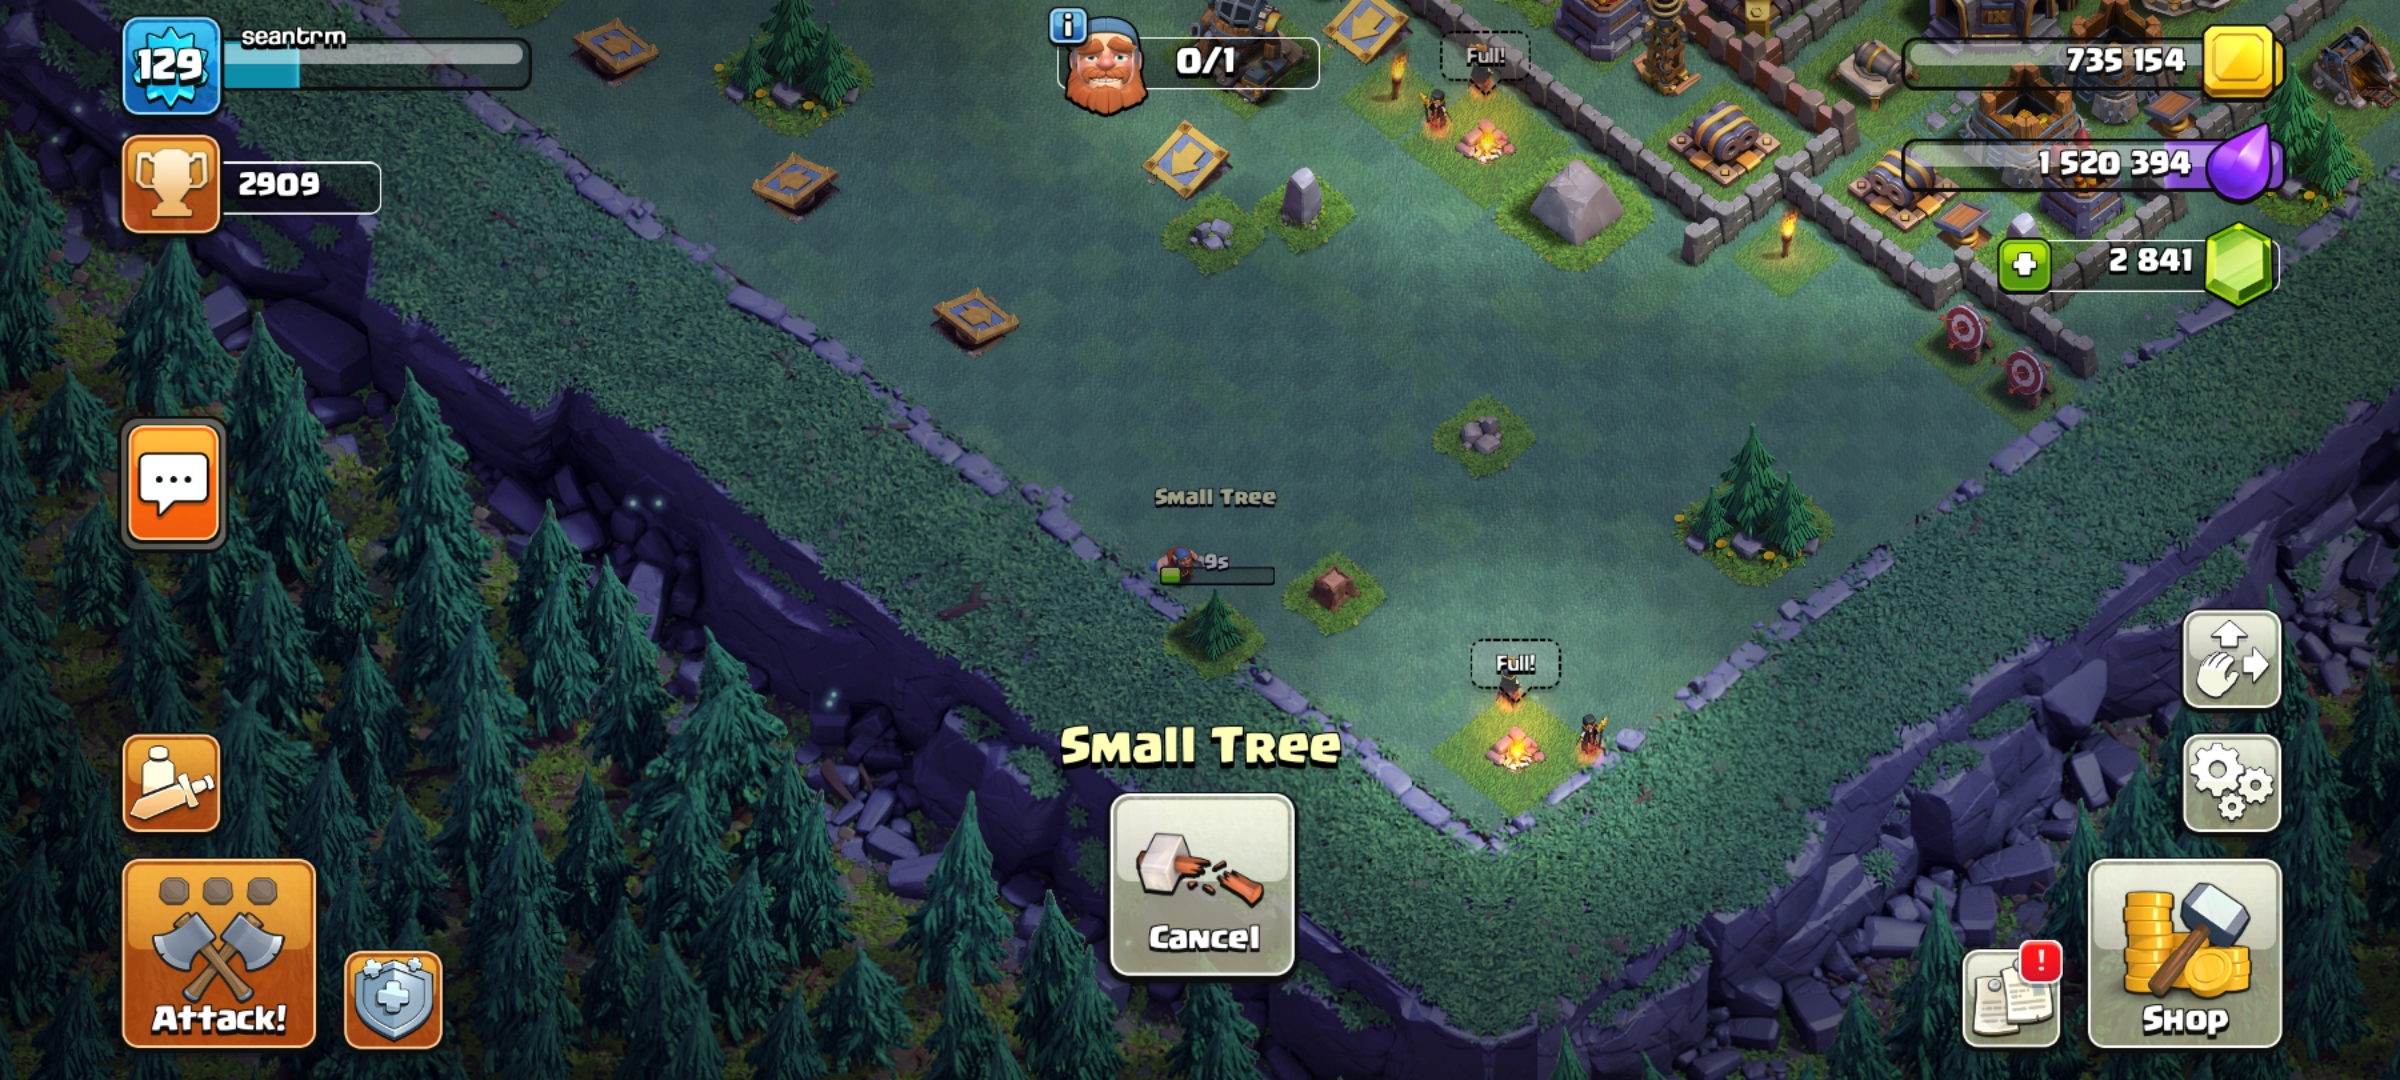 129
seantrm
i
0/1
Full!
735 154
2909
1 520 394
2 841
Small Tree
9s
Full!
Small Tree
Cancel
Attack!
!
Shop